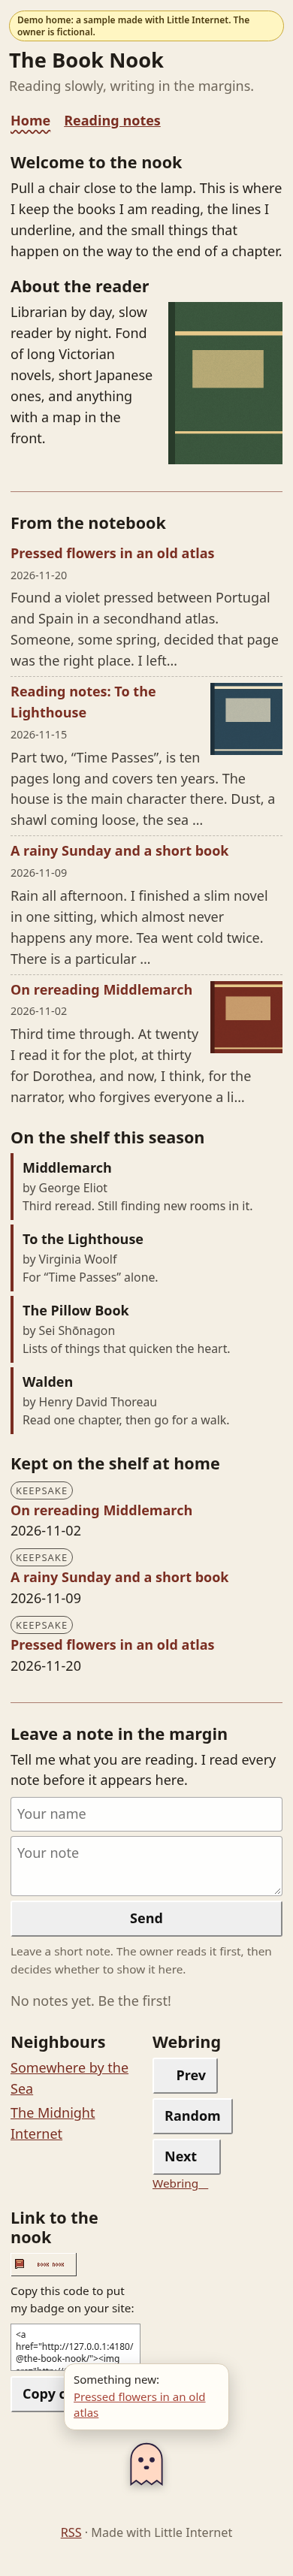 Demo home: a sample made with Little Internet. The
owner is fictional.
The Book Nook
Reading slowly, writing in the margins.
Home Reading notes
Welcome to the nook
Pull a chair close to the lamp. This is where
I keep the books I am reading, the lines I
underline, and the small things that
happen on the way to the end of a chapter.
About the reader
Librarian by day, slow
reader by night. Fond
of long Victorian
novels, short Japanese
ones, and anything
with a map in the
front.
From the notebook
Pressed flowers in an old atlas
2026-11-20
Found a violet pressed between Portugal
and Spain in a secondhand atlas.
Someone, some spring, decided that page
was the right place. I left…
Reading notes: To the
Lighthouse
2026-11-15
Part two, “Time Passes”, is ten
pages long and covers ten years. The
house is the main character there. Dust, a
shawl coming loose, the sea …
A rainy Sunday and a short book
2026-11-09
Rain all afternoon. I finished a slim novel
in one sitting, which almost never
happens any more. Tea went cold twice.
There is a particular …
On rereading Middlemarch
2026-11-02
Third time through. At twenty
I read it for the plot, at thirty
for Dorothea, and now, I think, for the
narrator, who forgives everyone a li…
On the shelf this season
Middlemarch
by George Eliot
Third reread. Still finding new rooms in it.
To the Lighthouse
by Virginia Woolf
For “Time Passes” alone.
The Pillow Book
by Sei Shōnagon
Lists of things that quicken the heart.
Walden
by Henry David Thoreau
Read one chapter, then go for a walk.
Kept on the shelf at home
KEEPSAKE
On rereading Middlemarch
2026-11-02
KEEPSAKE
A rainy Sunday and a short book
2026-11-09
KEEPSAKE
Pressed flowers in an old atlas
2026-11-20
Leave a note in the margin
Tell me what you are reading. I read every
note before it appears here.
Your name
Your note
Send
Leave a short note. The owner reads it first, then
decides whether to show it here.
No notes yet. Be the first!
Neighbours
Somewhere by the
Sea
The Midnight
Internet
Webring
Prev
Random
Next
Webring
Link to the
nook
BOOK NOOK
Copy this code to put
my badge on your site:
<a
href="http://127.0.0.1:4180/
@the-book-nook/"><img
Copy
Something new:
Pressed flowers in an old
atlas
RSS · Made with Little Internet